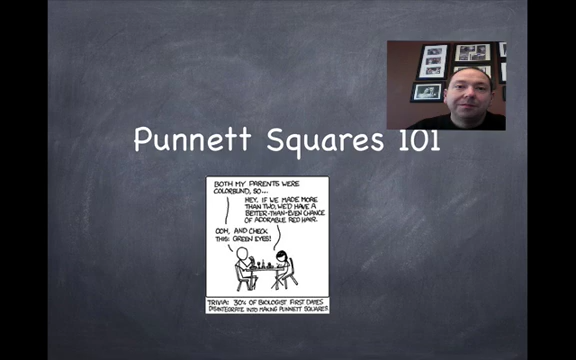 Punnett Squares 101
BOTH MY PARENTS WERE
COLORBLIND, SO...
HEY, IF WE MADE MORE
THAN TWO, WE'D HAVE A
BETTER-THAN-EVEN CHANCE
OF ADORABLE RED HAIR.
OOH, AND CHECK
THIS: GREEN EYES!
TRIVIA: 30% OF BIOLOGIST FIRST DATES
DISINTEGRATE INTO MAKING PUNNETT SQUARES